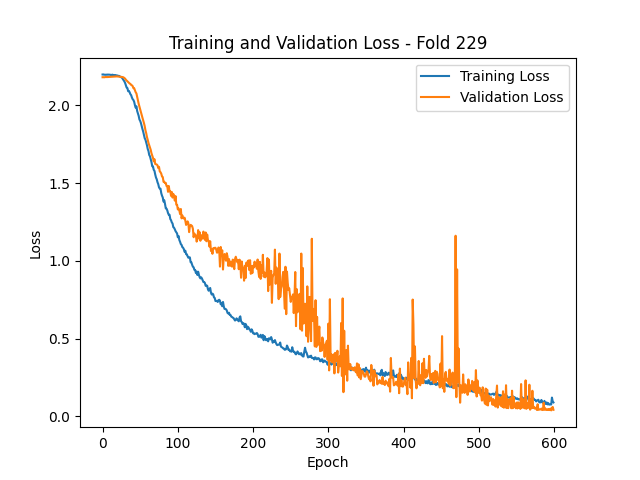 Training and Validation Loss - Fold 229
Training Loss
Validation Loss
Loss
2.0
1.5
1.0
0.5
0.0
0 100 200 300 400 500 600
Epoch